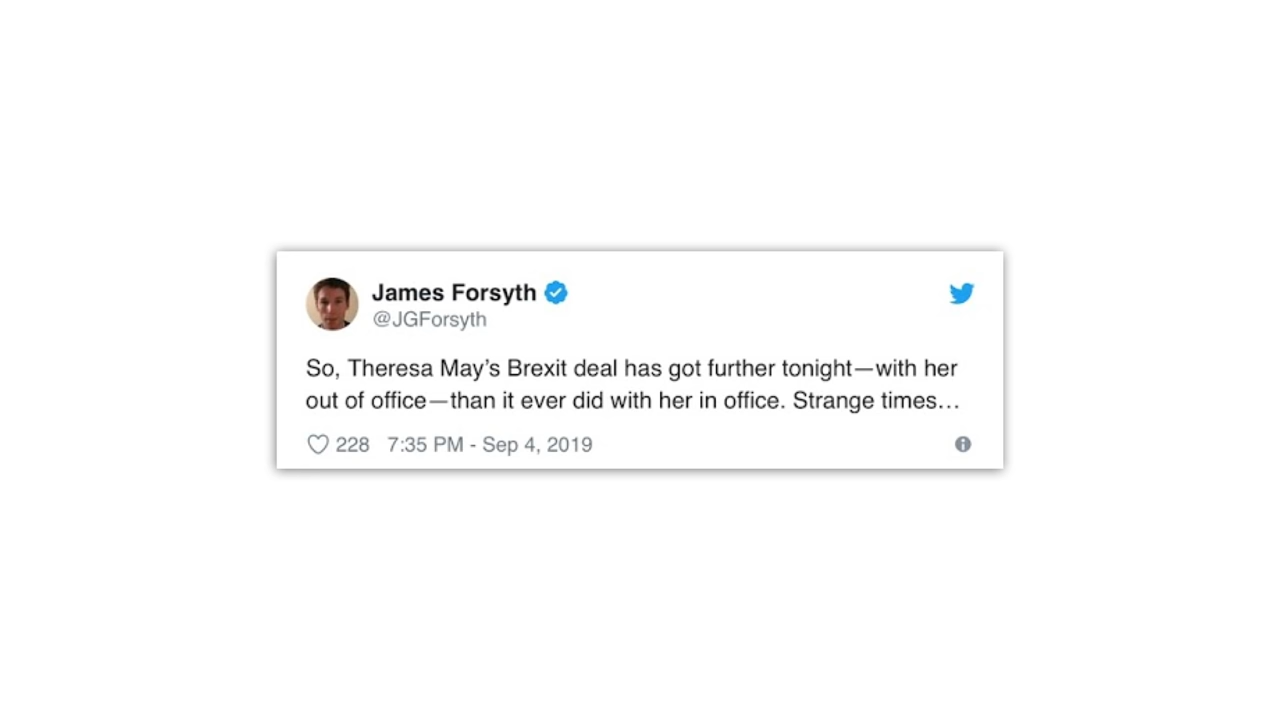 James Forsyth
@JGForsyth
So, Theresa May’s Brexit deal has got further tonight—with her
out of office—than it ever did with her in office. Strange times…
228 7:35 PM - Sep 4, 2019